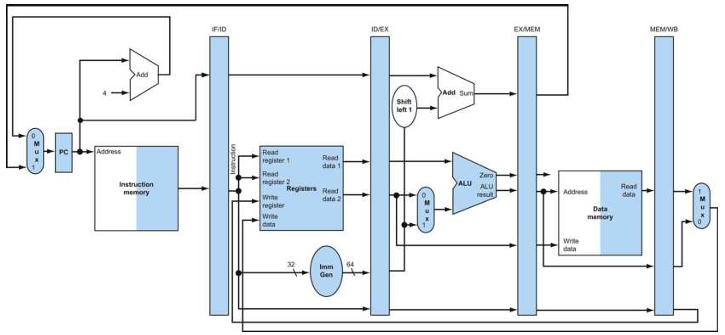 IF/ID
ID/EX
EX/MEM
MEM/WB
Add
4
Add Sum
Shift
left 1
0
M
u
x
1
PC
Address
Instruction
memory
Instruction
Read
register 1
Read
register 2
Write
register
Write
data
Registers
Read
data 1
Read
data 2
0
M
u
x
1
ALU
Zero
ALU
result
Address
Write
data
Data
memory
Read
data
1
M
u
x
0
32
Imm
Gen
64